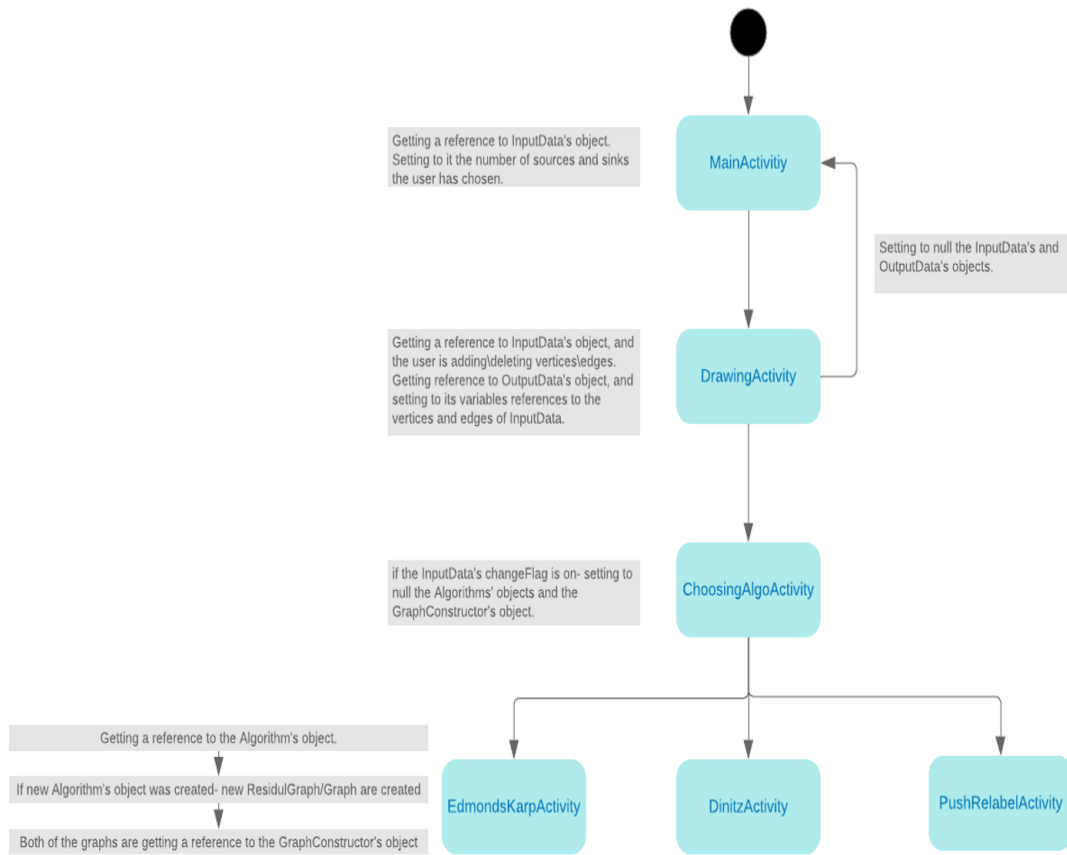 Getting a reference to InputData's object.
Setting to it the number of sources and sinks
the user has chosen.
MainActivitiy
Setting to null the InputData's and
OutputData's objects.
Getting a reference to InputData's object, and
the user is adding\deleting vertices\edges.
Getting reference to OutputData's object, and
setting to its variables references to the
vertices and edges of InputData.
DrawingActivity
if the InputData's changeFlag is on- setting to
null the Algorithms' objects and the
GraphConstructor's object.
ChoosingAlgoActivity
Getting a reference to the Algorithm's object.
If new Algorithm's object was created- new ResidulGraph/Graph are created
Both of the graphs are getting a reference to the GraphConstructor's object
EdmondsKarpActivity
DinitzActivity
PushRelabelActivity